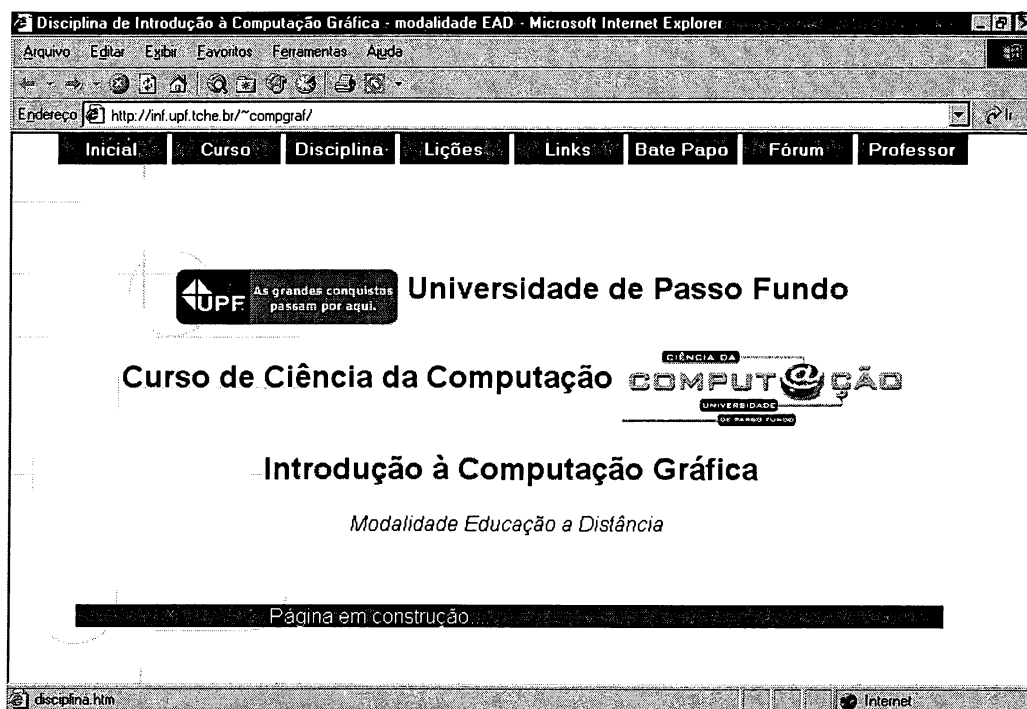 Disciplina de Introdução à Computação Gráfica - modalidade EAD - Microsoft Internet Explorer
Arquivo Editar Exibir Favoritos Ferramentas Ajuda
Endereço http://inf.upf.tche.br/~compgraf/
Inicial Curso Disciplina Lições Links Bate Papo Fórum Professor
UPF As grandes conquistas passam por aqui. Universidade de Passo Fundo
CIÊNCIA DA
Curso de Ciência da Computação COMPUT@ÇÃO
UNIVERSIDADE
DE PASSO FUNDO
Introdução à Computação Gráfica
Modalidade Educação a Distância
Página em construção
disciplina.htm Internet